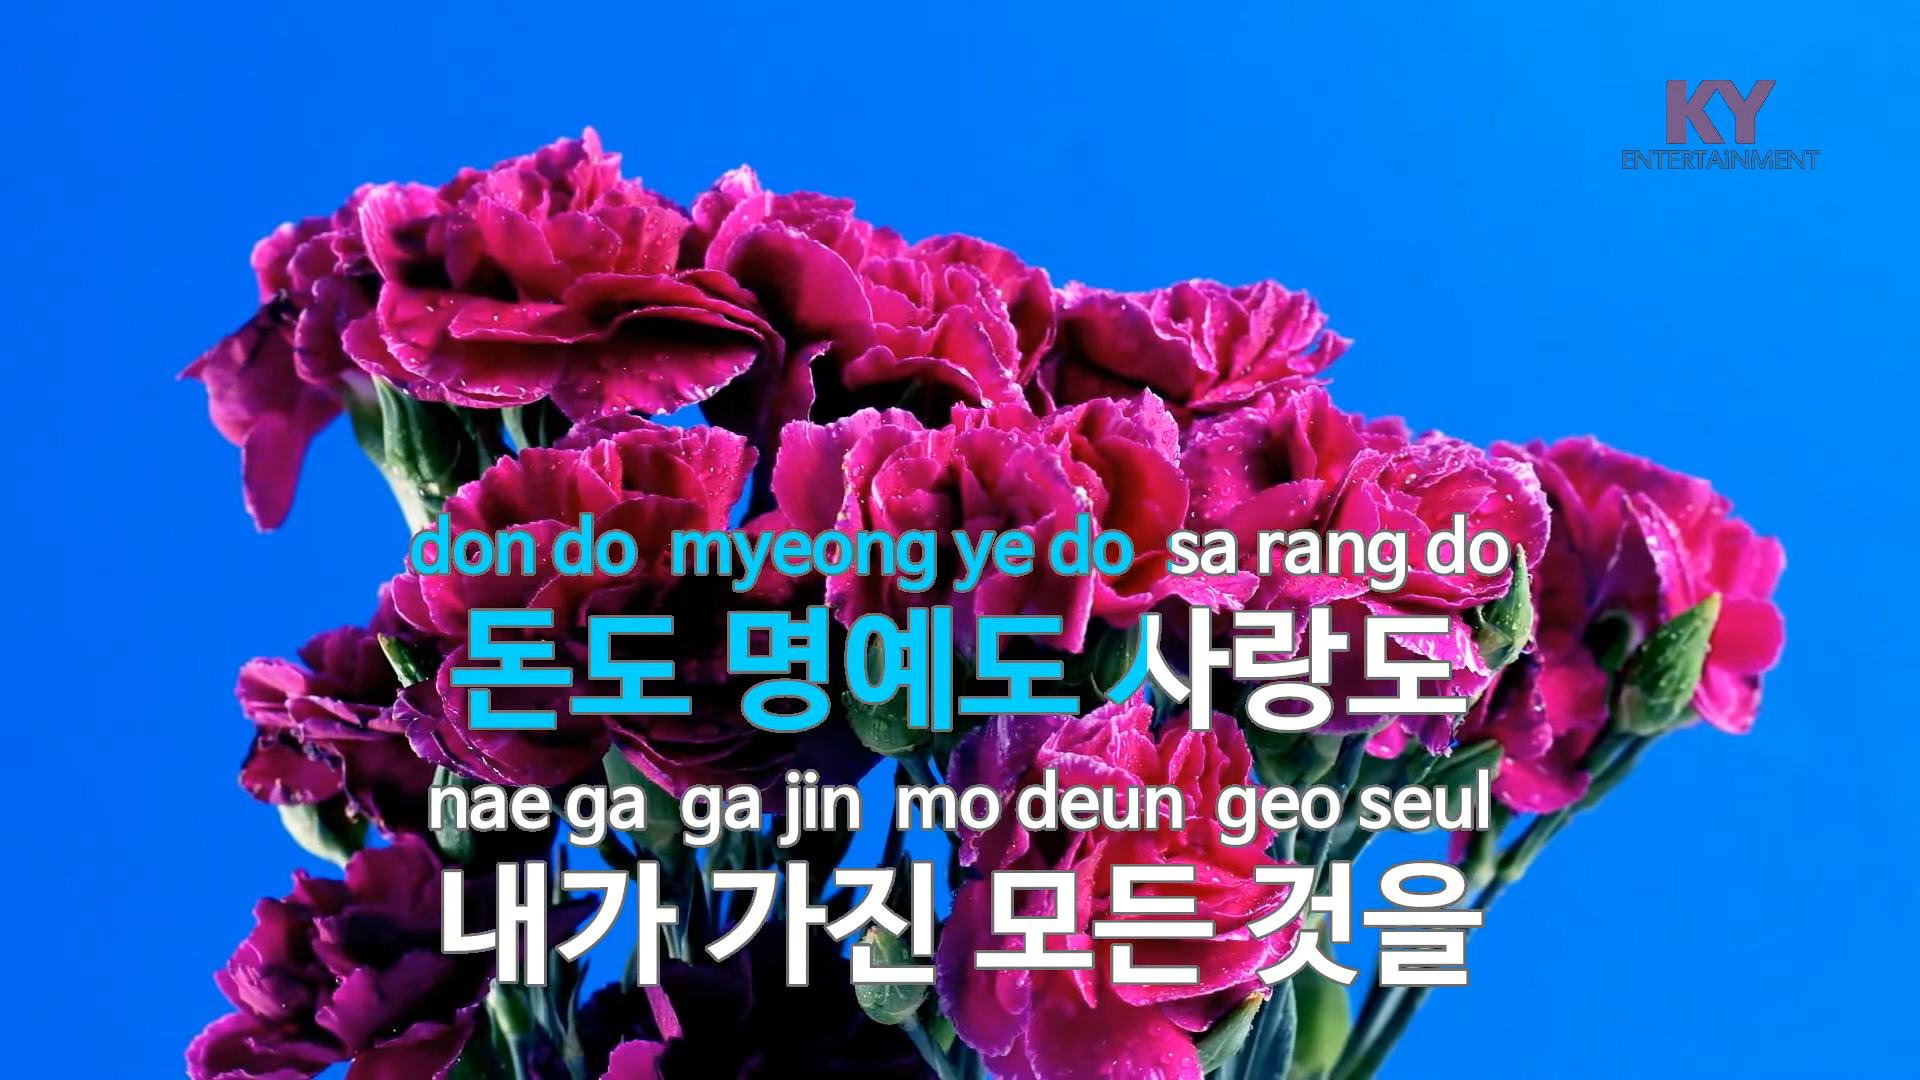 KY
ENTERTAiNMENT
don do myeong ye do sa rang do
돈도 명예도 사랑도
nae ga ga jin mo deun geo seul
내가 가진 모든 것을